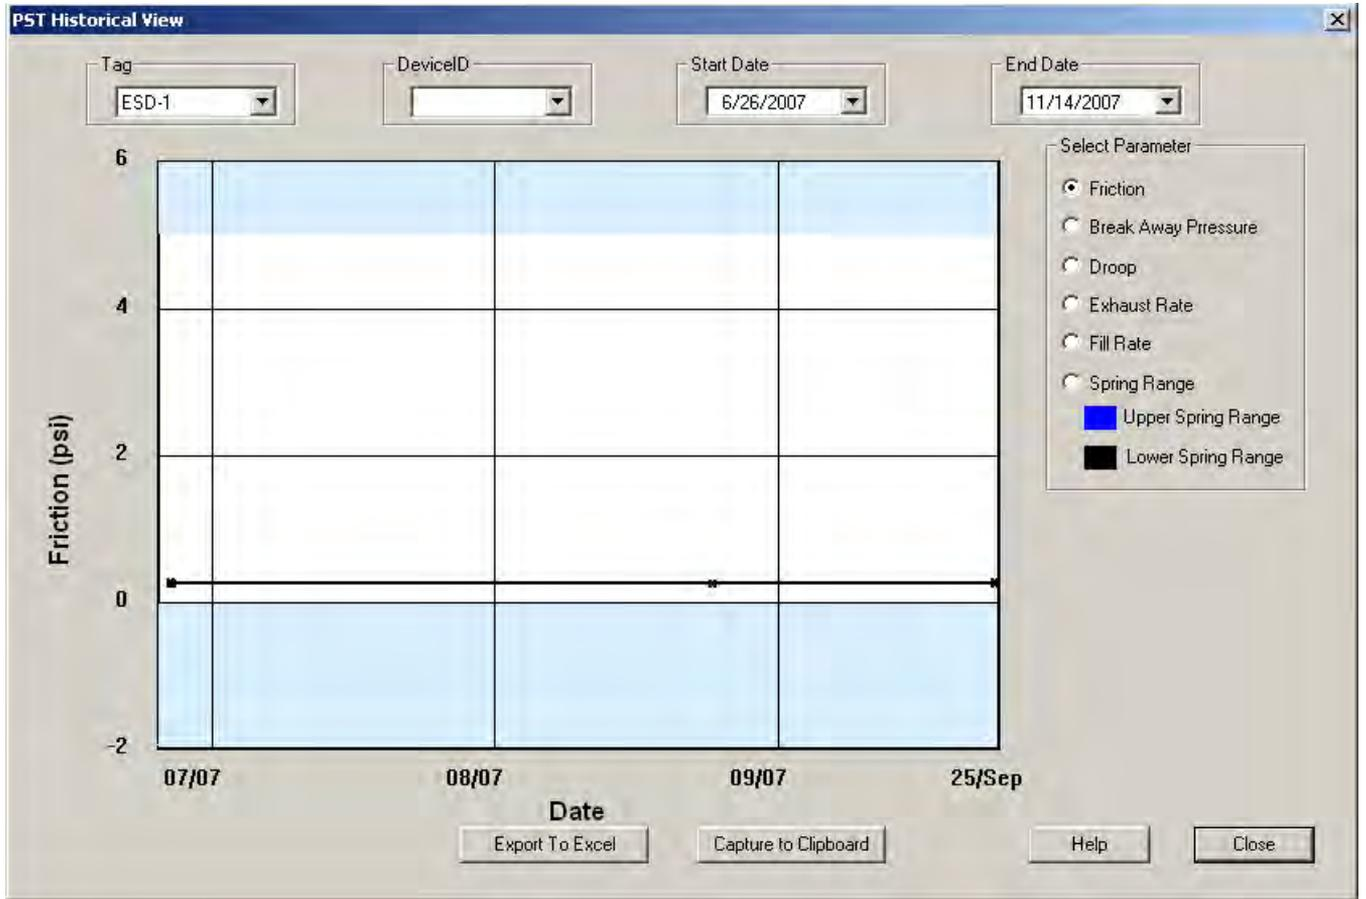 PST Historical View
Tag
DeviceID
Start Date
End Date
ESD-1
6/26/2007
11/14/2007
Select Parameter
Friction
Break Away Prressure
Droop
Exhaust Rate
Fill Rate
Spring Range
Upper Spring Range
Lower Spring Range
6
4
2
0
-2
Friction (psi)
07/07
08/07
09/07
25/Sep
Date
Export To Excel
Capture to Clipboard
Help
Close